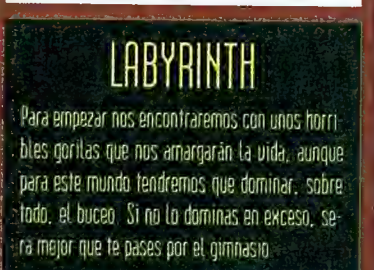 LABYRINTH
Para empezar nos encontraremos con unos horri-
bles gorilas que nos amargarán la vida, aunque
para este mundo tendremos que dominar, sobre
todo, el buceo. Si no lo dominas en exceso, se-
ra mejor que te pases por el gimnasio